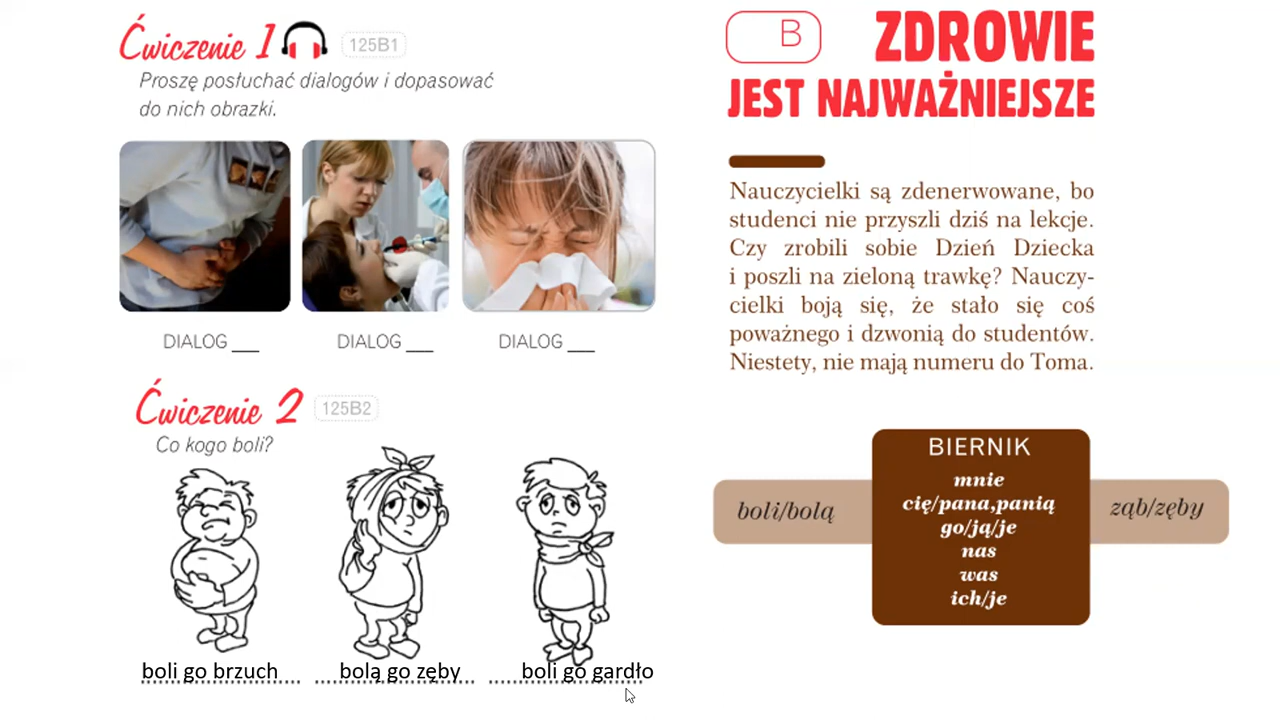 Ćwiczenie 1
125B1
Proszę posłuchać dialogów i dopasować
do nich obrazki.
DIALOG ___
DIALOG ___
DIALOG ___
Ćwiczenie 2
125B2
Co kogo boli?
boli go brzuch
bolą go zęby
boli go gardło
B
ZDROWIE
JEST NAJWAŻNIEJSZE
Nauczycielki są zdenerwowane, bo
studenci nie przyszli dziś na lekcje.
Czy zrobili sobie Dzień Dziecka
i poszli na zieloną trawkę? Nauczy-
cielki boją się, że stało się coś
poważnego i dzwonią do studentów.
Niestety, nie mają numeru do Toma.
boli/bolą
BIERNIK
mnie
cię/pana,panią
go/ją/je
nas
was
ich/je
ząb/zęby